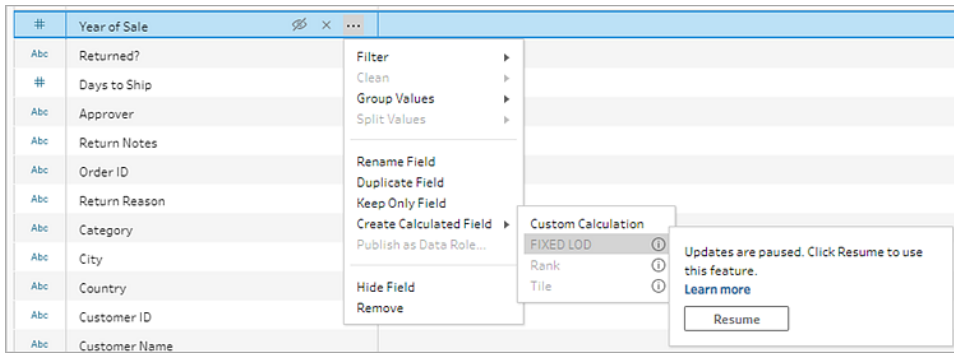 # Year of Sale × ...
Abc Returned?
# Days to Ship
Abc Approver
Abc Return Notes
Abc Order ID
Abc Return Reason
Abc Category
Abc City
Abc Country
Abc Customer ID
Abc Customer Name
Filter
Clean
Group Values
Split Values
Rename Field
Duplicate Field
Keep Only Field
Create Calculated Field
Publish as Data Role...
Hide Field
Remove
Custom Calculation
FIXED LOD
Rank
Tile
Updates are paused. Click Resume to use
this feature.
Learn more
Resume